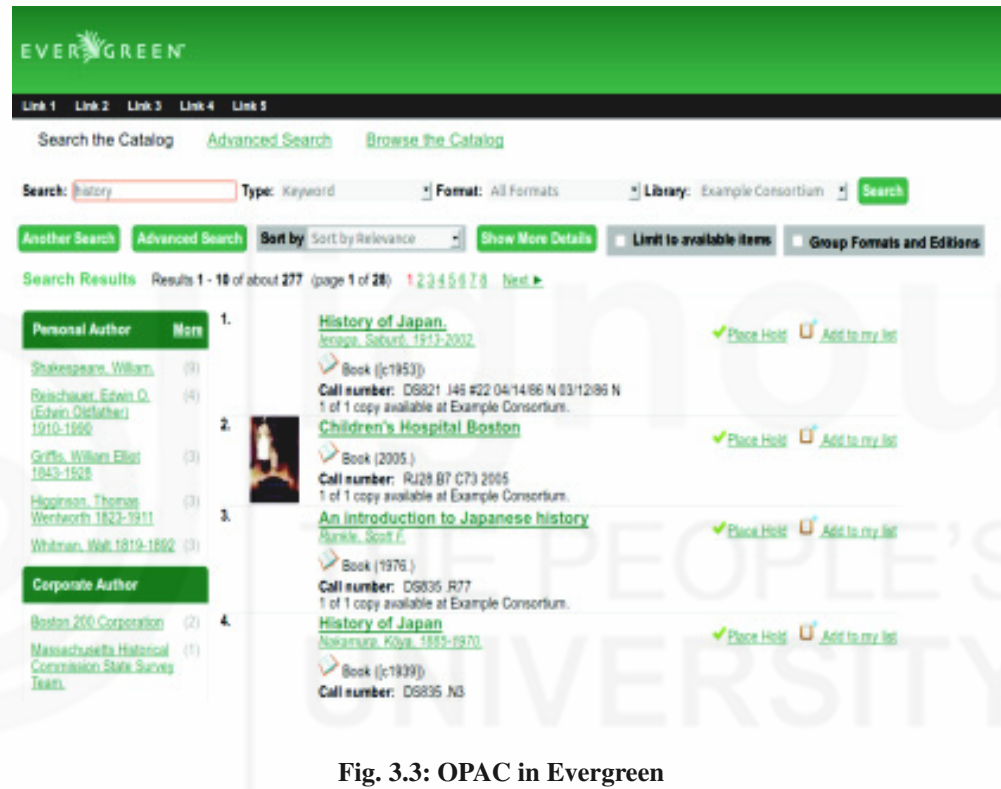 EVERGREEN
Link 1 Link 2 Link 3 Link 4 Link 5
Search the Catalog Advanced Search Browse the Catalog
Search: history Type: Keyword Format: All Formats Library: Example Consortium Search
Another Search Advanced Search Sort by Sort by Relevance Show More Details Limit to available items Group Formats and Editions
Search Results Results 1 - 10 of about 277 (page 1 of 28) 1 2 3 4 5 6 7 8 Next ►
Personal Author More
Shakespeare, William. (9)
Reischauer, Edwin O.
(Edwin Oldfather)
1910-1990 (4)
Griffis, William Elliot
1843-1928 (3)
Higginson, Thomas
Wentworth 1823-1911 (3)
Whitman, Walt 1819-1892 (3)
Corporate Author
Boston 200 Corporation (2)
Massachusetts Historical
Commission State Survey
Team. (1)
1. History of Japan. Place Hold Add to my list
Ienaga, Saburō, 1913-2002.
Book ([c1953])
Call number: DS821 .I46 #22 04/14/86 N 03/12/86 N
1 of 1 copy available at Example Consortium.
2. Children's Hospital Boston Place Hold Add to my list
Book (2005.)
Call number: RJ28.B7 C73 2005
1 of 1 copy available at Example Consortium.
3. An introduction to Japanese history Place Hold Add to my list
Runkle, Scott F.
Book (1976.)
Call number: DS835 .R77
1 of 1 copy available at Example Consortium.
4. History of Japan Place Hold Add to my list
Nakamura, Kōya, 1885-1970.
Book ([c1939])
Call number: DS835 .N3
ignou
THE PEOPLE'S
UNIVERSITY
Fig. 3.3: OPAC in Evergreen